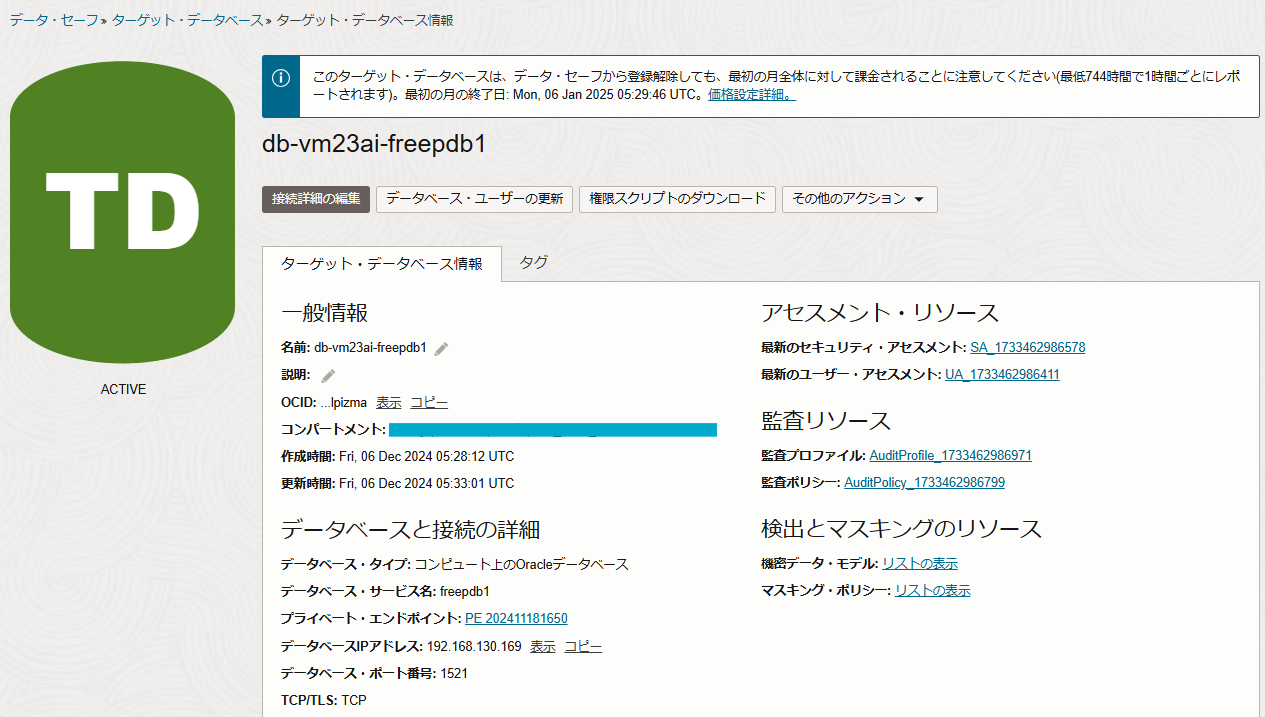 データ・セーフ » ターゲット・データベース » ターゲット・データベース情報
TD
ACTIVE
このターゲット・データベースは、データ・セーフから登録解除しても、最初の月全体に対して課金されることに注意してください(最低744時間で1時間ごとにレポ
ートされます)。最初の月の終了日: Mon, 06 Jan 2025 05:29:46 UTC。価格設定詳細。
db-vm23ai-freepdb1
接続詳細の編集 データベース・ユーザーの更新 権限スクリプトのダウンロード その他のアクション
ターゲット・データベース情報 タグ
一般情報
名前: db-vm23ai-freepdb1
説明:
OCID: ...lpizma 表示 コピー
コンパートメント:
作成時間: Fri, 06 Dec 2024 05:28:12 UTC
更新時間: Fri, 06 Dec 2024 05:33:01 UTC
データベースと接続の詳細
データベース・タイプ: コンピュート上のOracleデータベース
データベース・サービス名: freepdb1
プライベート・エンドポイント: PE 202411181650
データベースIPアドレス: 192.168.130.169 表示 コピー
データベース・ポート番号: 1521
TCP/TLS: TCP
アセスメント・リソース
最新のセキュリティ・アセスメント: SA_1733462986578
最新のユーザー・アセスメント: UA_1733462986411
監査リソース
監査プロファイル: AuditProfile_1733462986971
監査ポリシー: AuditPolicy_1733462986799
検出とマスキングのリソース
機密データ・モデル: リストの表示
マスキング・ポリシー: リストの表示